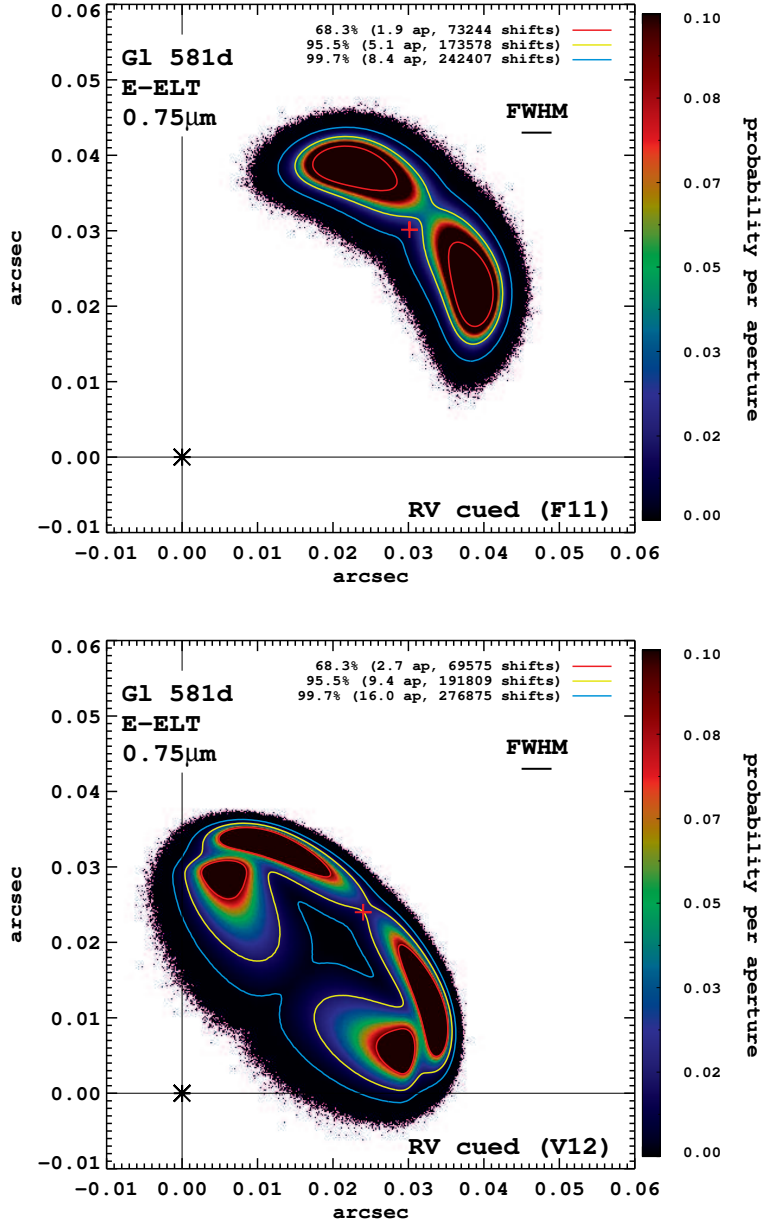 0.06
0.05
0.04
0.03
0.02
0.01
0.00
−0.01
arcsec
Gl 581d
E−ELT
0.75μm
68.3% (1.9 ap, 73244 shifts)
95.5% (5.1 ap, 173578 shifts)
99.7% (8.4 ap, 242407 shifts)
FWHM
RV cued (F11)
−0.01 0.00 0.01 0.02 0.03 0.04 0.05 0.06
arcsec
0.10
0.08
0.07
0.05
0.03
0.02
0.00
probability per aperture
0.06
0.05
0.04
0.03
0.02
0.01
0.00
−0.01
arcsec
Gl 581d
E−ELT
0.75μm
68.3% (2.7 ap, 69575 shifts)
95.5% (9.4 ap, 191809 shifts)
99.7% (16.0 ap, 276875 shifts)
FWHM
RV cued (V12)
−0.01 0.00 0.01 0.02 0.03 0.04 0.05 0.06
arcsec
0.10
0.08
0.07
0.05
0.03
0.02
0.00
probability per aperture